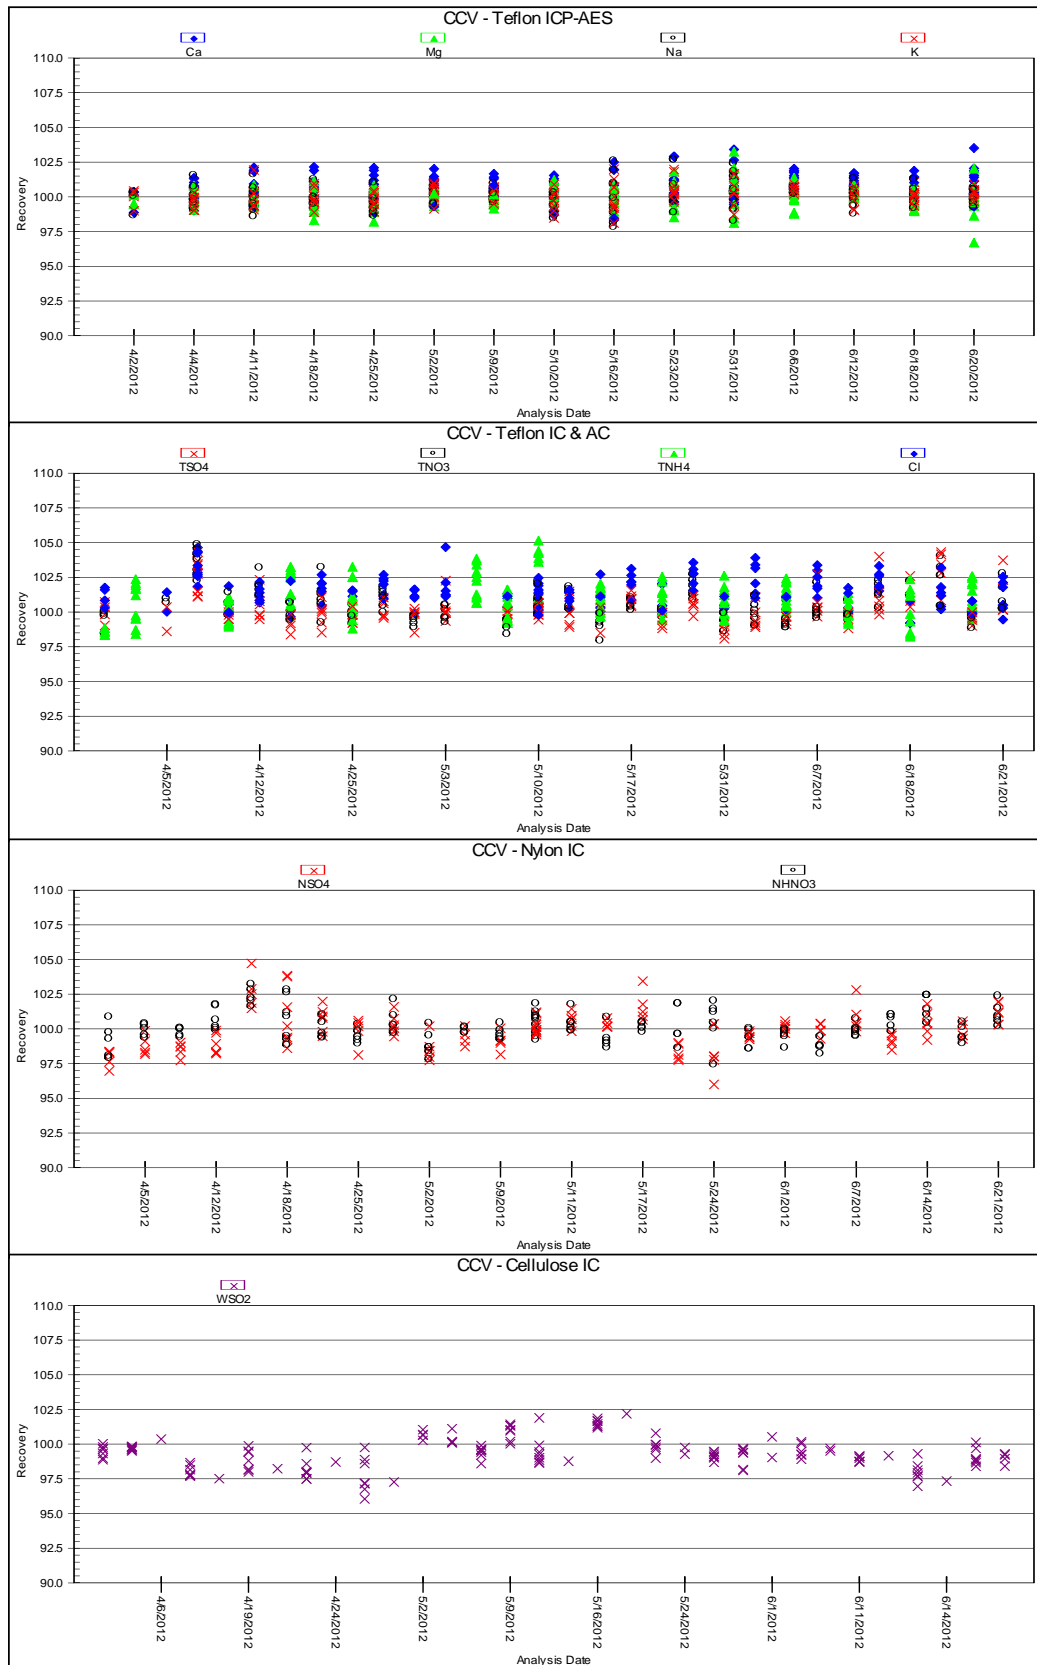 CCV - Teflon ICP-AES
Ca Mg Na K
110.0
107.5
105.0
102.5
100.0
97.5
95.0
92.5
90.0
Recovery
4/2/2012 4/4/2012 4/11/2012 4/18/2012 4/25/2012 5/2/2012 5/9/2012 5/10/2012 5/16/2012 5/23/2012 5/31/2012 6/6/2012 6/12/2012 6/18/2012 6/20/2012
Analysis Date
CCV - Teflon IC & AC
TSO4 TNO3 TNH4 Cl
110.0
107.5
105.0
102.5
100.0
97.5
95.0
92.5
90.0
Recovery
4/5/2012 4/12/2012 4/25/2012 5/3/2012 5/10/2012 5/17/2012 5/31/2012 6/7/2012 6/18/2012 6/21/2012
Analysis Date
CCV - Nylon IC
NSO4 NHNO3
110.0
107.5
105.0
102.5
100.0
97.5
95.0
92.5
90.0
Recovery
4/5/2012 4/12/2012 4/18/2012 4/25/2012 5/2/2012 5/9/2012 5/11/2012 5/17/2012 5/24/2012 6/1/2012 6/7/2012 6/14/2012 6/21/2012
Analysis Date
CCV - Cellulose IC
WSO2
110.0
107.5
105.0
102.5
100.0
97.5
95.0
92.5
90.0
Recovery
4/6/2012 4/19/2012 4/24/2012 5/2/2012 5/9/2012 5/16/2012 5/24/2012 6/1/2012 6/11/2012 6/14/2012
Analysis Date